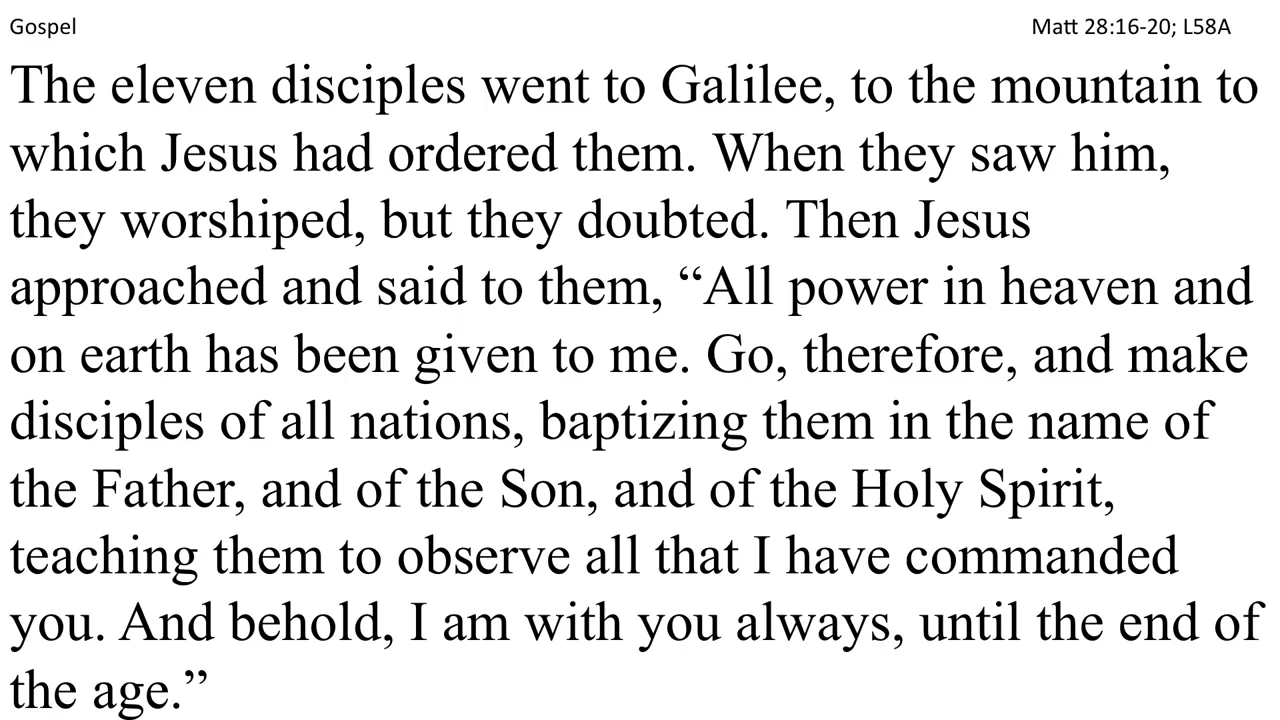 Gospel Matt 28:16-20; L58A
The eleven disciples went to Galilee, to the mountain to
which Jesus had ordered them. When they saw him,
they worshiped, but they doubted. Then Jesus
approached and said to them, “All power in heaven and
on earth has been given to me. Go, therefore, and make
disciples of all nations, baptizing them in the name of
the Father, and of the Son, and of the Holy Spirit,
teaching them to observe all that I have commanded
you. And behold, I am with you always, until the end of
the age.”